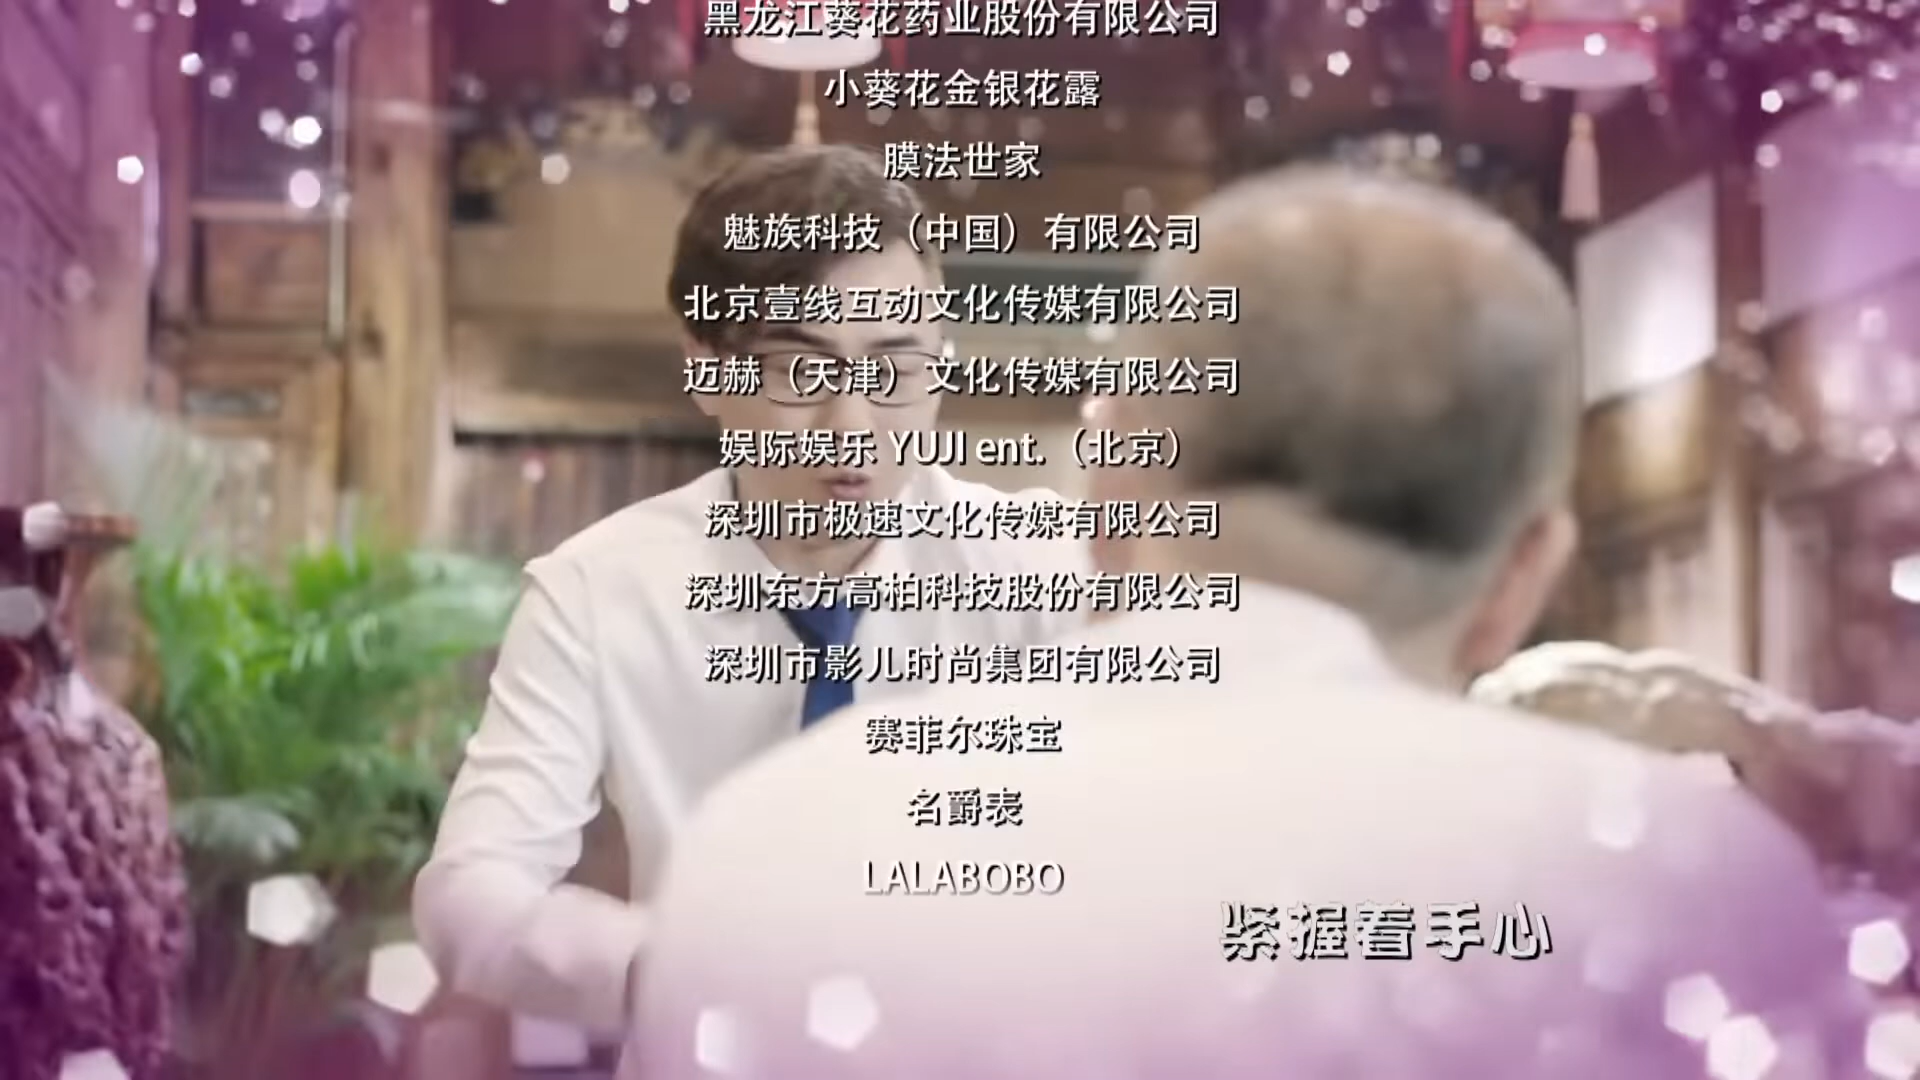 黑龙江葵花药业股份有限公司
小葵花金银花露
膜法世家
魅族科技（中国）有限公司
北京壹线互动文化传媒有限公司
迈赫（天津）文化传媒有限公司
娱际娱乐 YUJI ent.（北京）
深圳市极速文化传媒有限公司
深圳东方高柏科技股份有限公司
深圳市影儿时尚集团有限公司
赛菲尔珠宝
名爵表
LALABOBO
紧握着手心